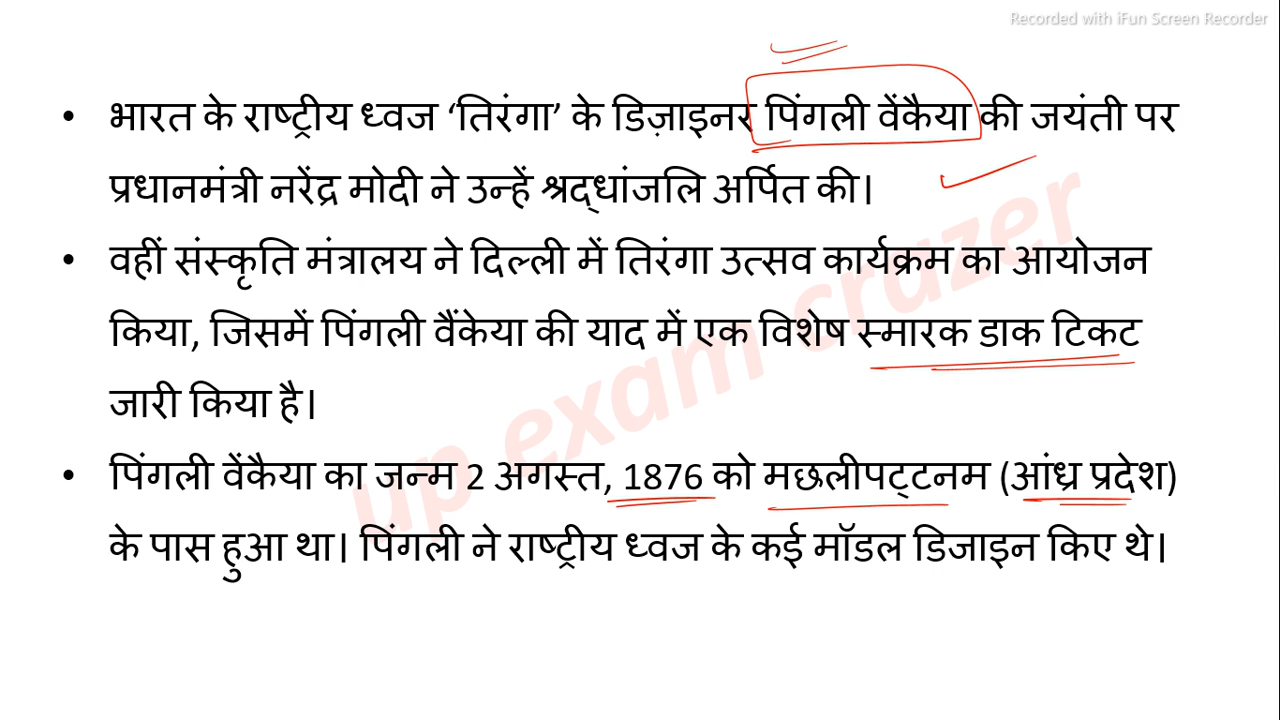 Recorded with iFun Screen Recorder
• भारत के राष्ट्रीय ध्वज ‘तिरंगा’ के डिज़ाइनर पिंगली वेंकैया की जयंती पर
प्रधानमंत्री नरेंद्र मोदी ने उन्हें श्रद्धांजलि अर्पित की।
• वहीं संस्कृति मंत्रालय ने दिल्ली में तिरंगा उत्सव कार्यक्रम का आयोजन
किया, जिसमें पिंगली वैंकेया की याद में एक विशेष स्मारक डाक टिकट
जारी किया है।
• पिंगली वेंकैया का जन्म 2 अगस्त, 1876 को मछलीपट्टनम (आंध्र प्रदेश)
के पास हुआ था। पिंगली ने राष्ट्रीय ध्वज के कई मॉडल डिजाइन किए थे।
up exam crazer